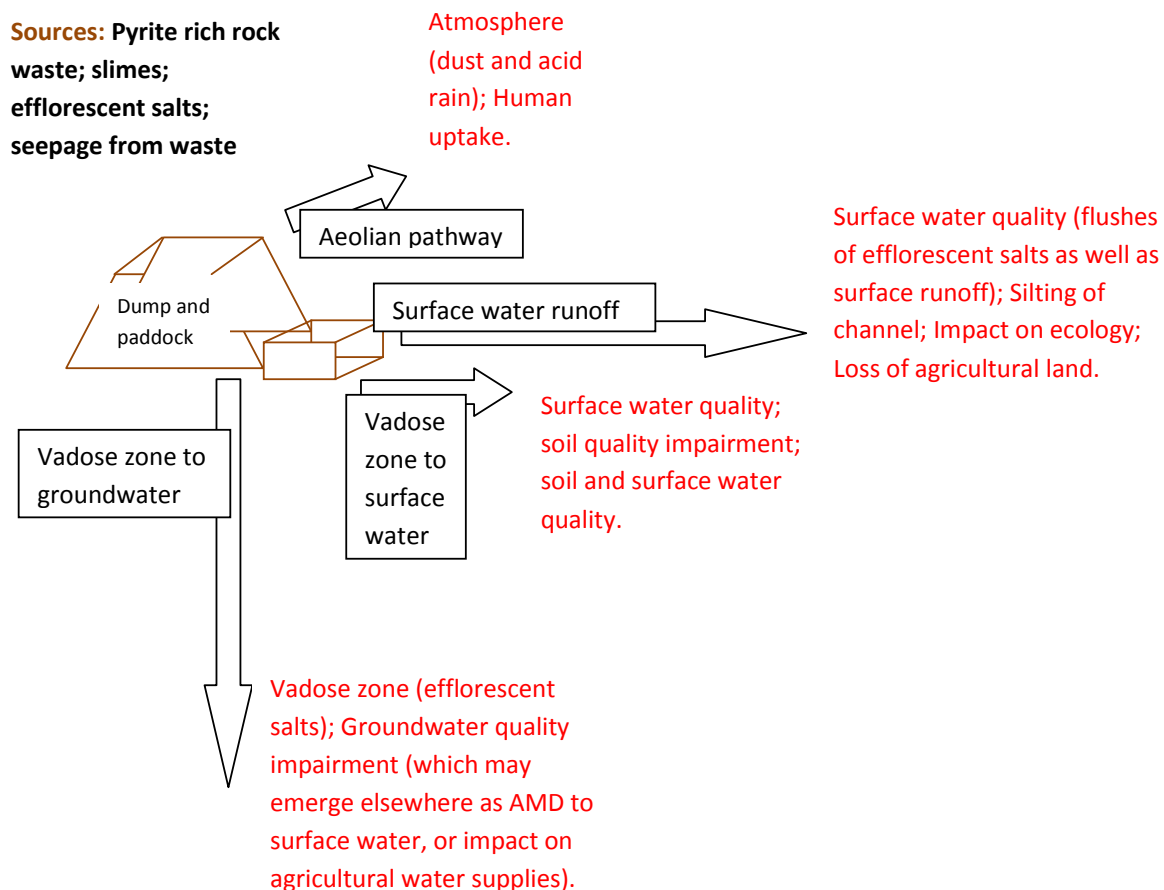 Sources: Pyrite rich rock
waste; slimes;
efflorescent salts;
seepage from waste
Atmosphere
(dust and acid
rain); Human
uptake.
Aeolian pathway
Dump and
paddock
Surface water runoff
Surface water quality (flushes
of efflorescent salts as well as
surface runoff); Silting of
channel; Impact on ecology;
Loss of agricultural land.
Vadose zone to
groundwater
Vadose
zone to
surface
water
Surface water quality;
soil quality impairment;
soil and surface water
quality.
Vadose zone (efflorescent
salts); Groundwater quality
impairment (which may
emerge elsewhere as AMD to
surface water, or impact on
agricultural water supplies).